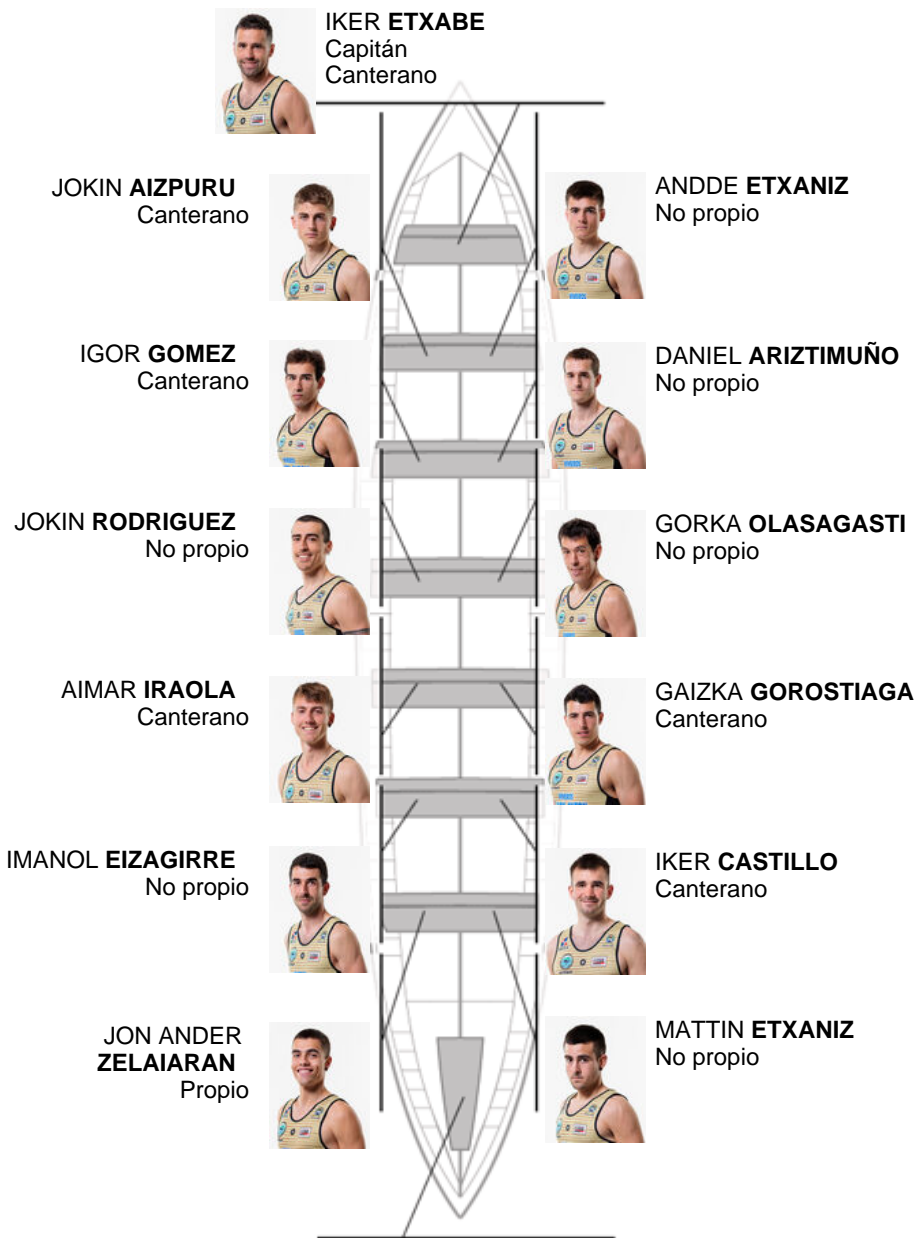 IKER ETXABE
Capitán
Canterano
JOKIN AIZPURU
Canterano
ANDDE ETXANIZ
No propio
IGOR GOMEZ
Canterano
DANIEL ARIZTIMUÑO
No propio
JOKIN RODRIGUEZ
No propio
GORKA OLASAGASTI
No propio
AIMAR IRAOLA
Canterano
GAIZKA GOROSTIAGA
Canterano
IMANOL EIZAGIRRE
No propio
IKER CASTILLO
Canterano
JON ANDER
ZELAIARAN
Propio
MATTIN ETXANIZ
No propio